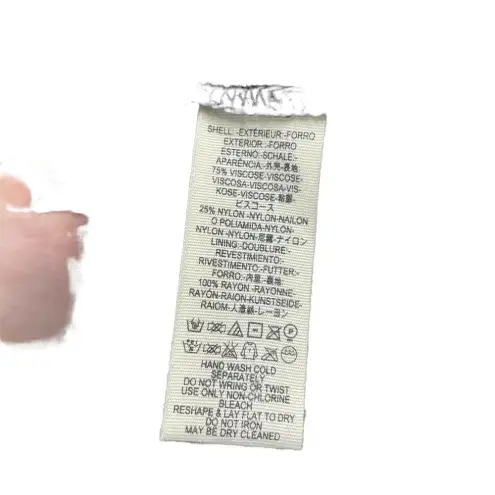 SHELL:-EXTÉRIEUR:-FORRO
EXTERIOR:-FORRO
ESTERNO:-SCHALE:-
APARÊNCIA:-外壳-裏地
75% VISCOSE-VISCOSE-
VISCOSA-VISCOSA-VIS-
KOSE-VISCOSE-粘膠-
ビスコース
25% NYLON -NYLON-NAILON
O POLIAMIDA-NYLON-
NYLON -NYLON-尼龍-ナイロン
LINING:-DOUBLURE:-
REVESTIMIENTO:-
RIVESTIMENTO:-FUTTER:-
FORRO:-内里-裏地:
100% RAYON -RAYONNE-
RAYÓN-RAION-KUNSTSEIDE-
RAIOM-人造絲-レーヨン
HAND WASH COLD
SEPARATELY
DO NOT WRING OR TWIST
USE ONLY NON-CHLORINE
BLEACH
RESHAPE & LAY FLAT TO DRY
DO NOT IRON
MAY BE DRY CLEANED